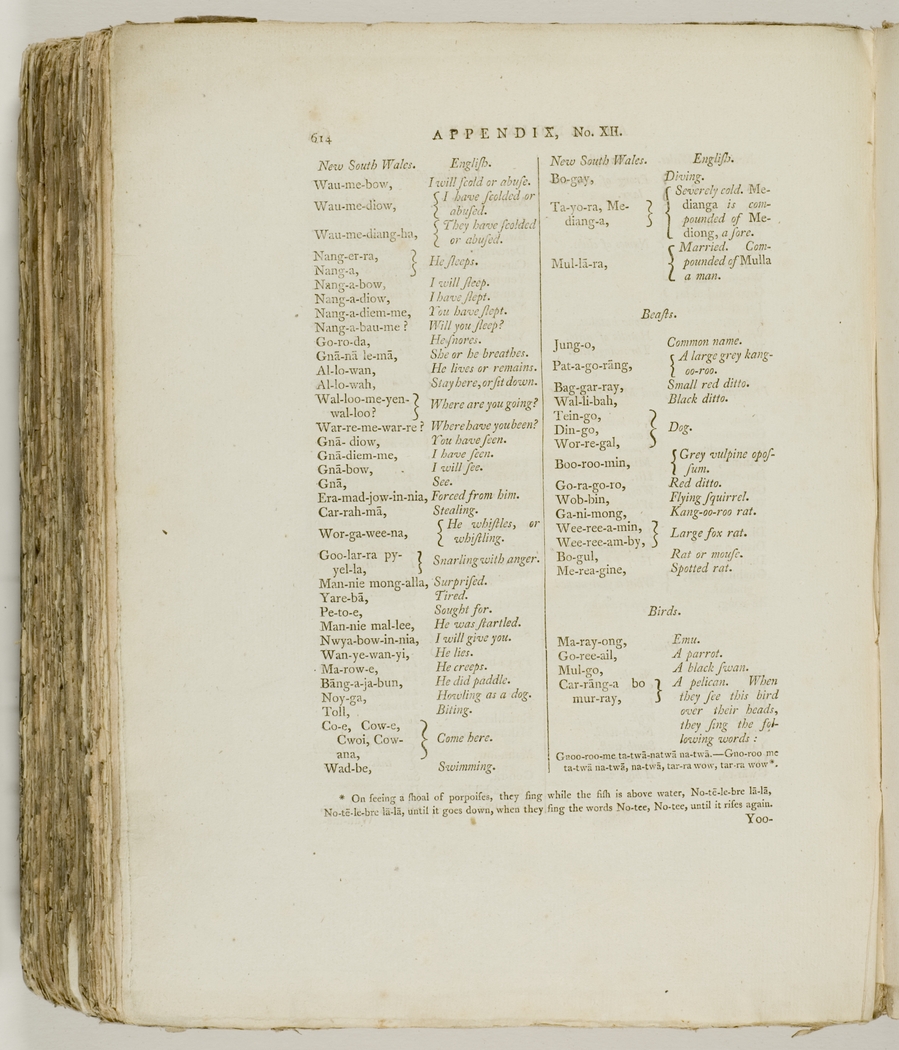 614
APPENDIX, No. XII.
New South Wales. Engliſh.
Wau-me-bow, I will ſcold or abuſe.
Wau-me-diow, { I have ſcolded or
abuſed.
Wau-me-diang-ha, { They have ſcolded
or abuſed.
Nang-er-ra, } He ſleeps.
Nang-a,
Nang-a-bow, I will ſleep.
Nang-a-diow, I have ſlept.
Nang-a-diem-me, You have ſlept.
Nang-a-bau-me? Will you ſleep?
Go-ro-da, He ſnores.
Gnā-nā le-mā, She or he breathes.
Al-lo-wan, He lives or remains.
Al-lo-wah, Stay here, or ſit down.
Wal-loo-me-yen- } Where are you going?
wal-loo?
War-re-me-war-re? Where have you been?
Gnā- diow, You have ſeen.
Gnā-diem-me, I have ſeen.
Gnā-bow, I will ſee.
Gnā, See.
Era-mad-jow-in-nia, Forced from him.
Car-rah-mā, Stealing.
Wor-ga-wee-na, { He whiſtles, or
whiſtling.
Goo-lar-ra py- } Snarling with anger.
yel-la,
Man-nie mong-alla, Surpriſed.
Yare-bā, Tired.
Pe-to-e, Sought for.
Man-nie mal-lee, He was ſtartled.
Nwya-bow-in-nia, I will give you.
Wan-ye-wan-yi, He lies.
Ma-row-e, He creeps.
Bāng-a-ja-bun, He did paddle.
Noy-ga, Howling as a dog.
Toll, Biting.
Co-e, Cow-e, } Come here.
Cwoi, Cow-
ana,
Wad-be, Swimming.
New South Wales. Engliſh.
Bo-gay, Diving.
Ta-yo-ra, Me- } { Severely cold. Me-
diang-a, dianga is com-
pounded of Me-
diong, a ſore.
Mul-lā-ra, { Married. Com-
pounded of Mulla
a man.
Beaſts.
Jung-o, Common name.
Pat-a-go-rāng, { A large grey kang-
oo-roo.
Bag-gar-ray, Small red ditto.
Wal-li-bah, Black ditto.
Tein-go, } Dog.
Din-go,
Wor-re-gal,
Boo-roo-min, { Grey vulpine opoſ-
ſum.
Go-ra-go-ro, Red ditto.
Wob-bin, Flying ſquirrel.
Ga-ni-mong, Kang-oo-roo rat.
Wee-ree-a-min, } Large fox rat.
Wee-ree-am-by,
Bo-gul, Rat or mouſe.
Me-rea-gine, Spotted rat.
Birds.
Ma-ray-ong, Emu.
Go-ree-ail, A parrot.
Mul-go, A black ſwan.
Car-rāng-a bo } A pelican. When
mur-ray, they ſee this bird
over their heads,
they ſing the fol-
lowing words :
Gnoo-roo-me ta-twā-natwā na-twā.—Gno-roo me
ta-twā na-twā, na-twā, tar-ra wow, tar-ra wow*.
* On ſeeing a ſhoal of porpoiſes, they ſing while the fiſh is above water, No-tē-le-bre lā-lā,
No-tē-le-bre lā-lā, until it goes down, when they ſing the words No-tee, No-tee, until it riſes again.
Yoo-